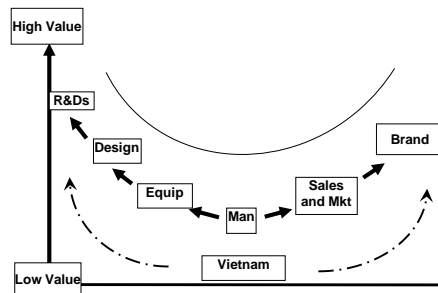 High Value
R&Ds
Design
Equip
Man
Sales
and Mkt
Brand
Vietnam
Low Value